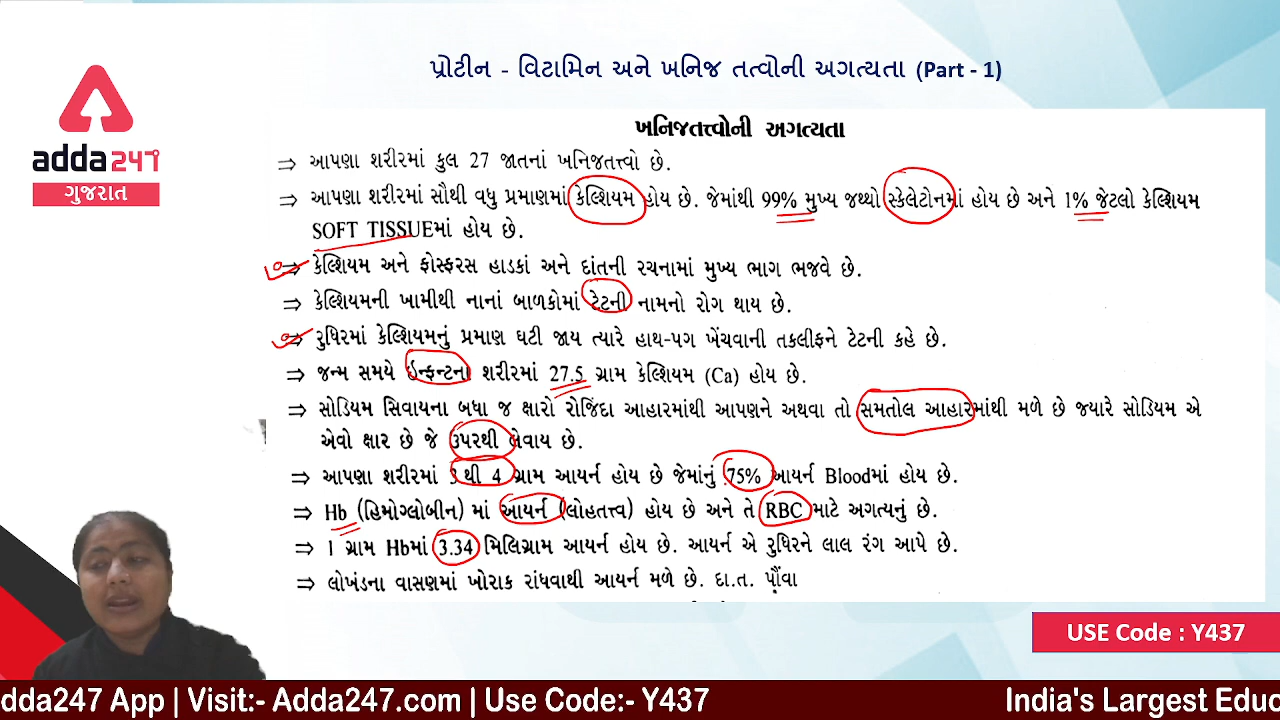 પ્રોટીન - વિટામિન અને ખનિજ તત્વોની અગત્યતા (Part - 1)
adda247
ગુજરાત
ખનિજતત્ત્વોની અગત્યતા
⇒ આપણા શરીરમાં કુલ 27 જાતનાં ખનિજતત્ત્વો છે.
⇒ આપણા શરીરમાં સૌથી વધુ પ્રમાણમાં કેલ્શિયમ હોય છે. જેમાંથી 99% મુખ્ય જથ્થો સ્કેલેટોનમાં હોય છે અને 1% જેટલો કેલ્શિયમ
SOFT TISSUEમાં હોય છે.
⇒ કેલ્શિયમ અને ફોસ્ફરસ હાડકાં અને દાંતની રચનામાં મુખ્ય ભાગ ભજવે છે.
⇒ કેલ્શિયમની ખામીથી નાનાં બાળકોમાં ટેટની નામનો રોગ થાય છે.
⇒ રુધિરમાં કેલ્શિયમનું પ્રમાણ ઘટી જાય ત્યારે હાથ-પગ ખેંચવાની તકલીફને ટેટની કહે છે.
⇒ જન્મ સમયે ઇન્ફન્ટના શરીરમાં 27.5 ગ્રામ કેલ્શિયમ (Ca) હોય છે.
⇒ સોડિયમ સિવાયના બધા જ ક્ષારો રોજિંદા આહારમાંથી આપણને અથવા તો સમતોલ આહારમાંથી મળે છે જ્યારે સોડિયમ એ
એવો ક્ષાર છે જે ઉપરથી લેવાય છે.
⇒ આપણા શરીરમાં 3 થી 4 ગ્રામ આયર્ન હોય છે જેમાંનું 75% આયર્ન Bloodમાં હોય છે.
⇒ Hb (હિમોગ્લોબીન) માં આયર્ન (લોહતત્ત્વ) હોય છે અને તે RBC માટે અગત્યનું છે.
⇒ 1 ગ્રામ Hbમાં 3.34 મિલિગ્રામ આયર્ન હોય છે. આયર્ન એ રુધિરને લાલ રંગ આપે છે.
⇒ લોખંડના વાસણમાં ખોરાક રાંધવાથી આયર્ન મળે છે. દા.ત. પૌંવા
USE Code : Y437
dda247 App | Visit:- Adda247.com | Use Code:- Y437
India's Largest Educ